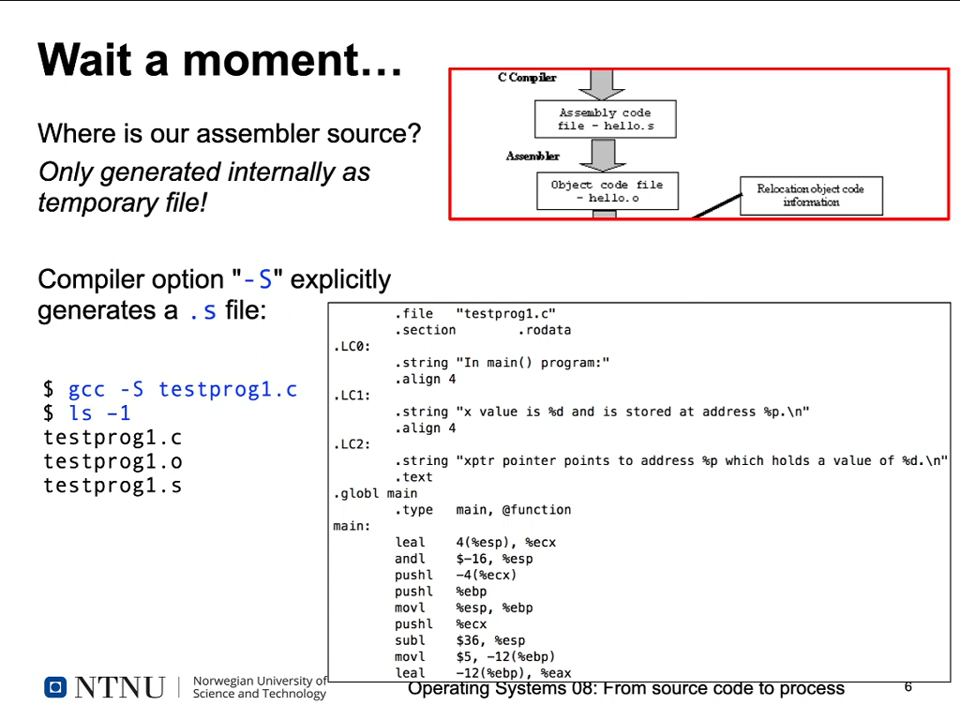 Wait a moment…
C Compiler
Assembly code
file - hello.s
Assembler
Object code file
- hello.o
Relocation object code
information
Where is our assembler source?
Only generated internally as
temporary file!
Compiler option "-S" explicitly
generates a .s file:
$ gcc -S testprog1.c
$ ls –1
testprog1.c
testprog1.o
testprog1.s
.file "testprog1.c"
.section .rodata
.LC0:
.string "In main() program:"
.align 4
.LC1:
.string "x value is %d and is stored at address %p.\n"
.align 4
.LC2:
.string "xptr pointer points to address %p which holds a value of %d.\n"
.text
.globl main
.type main, @function
main:
leal 4(%esp), %ecx
andl $-16, %esp
pushl -4(%ecx)
pushl %ebp
movl %esp, %ebp
pushl %ecx
subl $36, %esp
movl $5, -12(%ebp)
leal -12(%ebp), %eax
NTNU
Norwegian University of
Science and Technology
Operating Systems 08: From source code to process
6